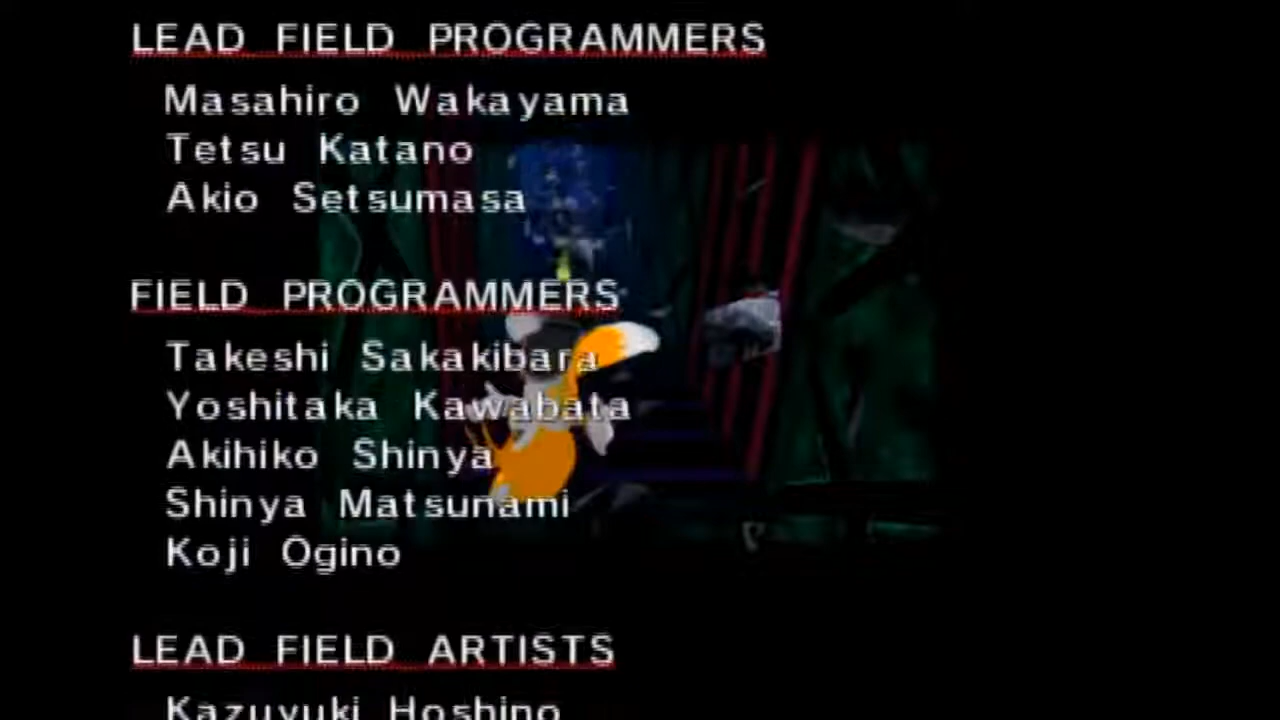 LEAD FIELD PROGRAMMERS
Masahiro Wakayama
Tetsu Katano
Akio Setsumasa
FIELD PROGRAMMERS
Takeshi Sakakibara
Yoshitaka Kawabata
Akihiko Shinya
Shinya Matsunami
Koji Ogino
LEAD FIELD ARTISTS
Kazuyuki Hoshino